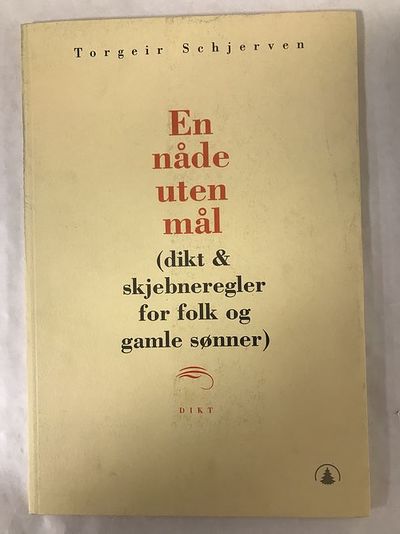 Torgeir Schjerven
En
nåde
uten
mål
(dikt &
skjebneregler
for folk og
gamle sønner)
DIKT